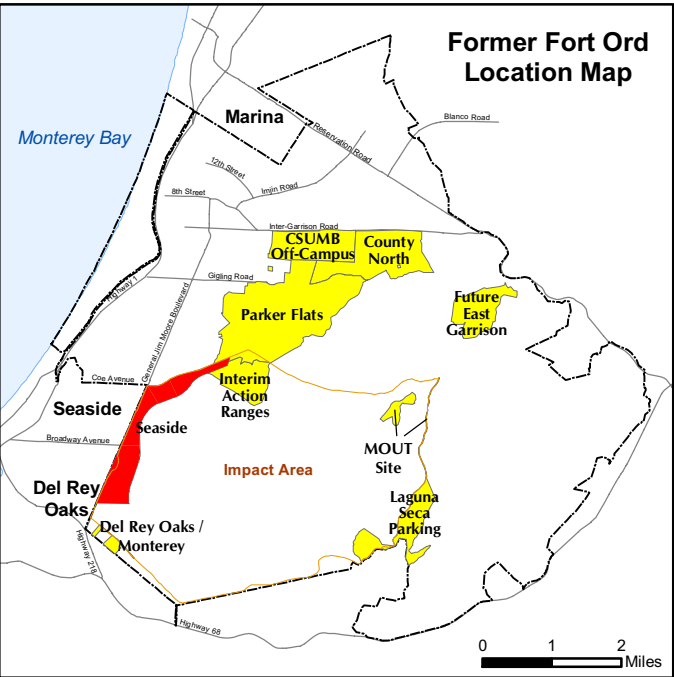 Former Fort Ord
Location Map
Marina
Blanco Road
Monterey Bay
Reservation Road
12th Street
Imjin Road
8th Street
Inter-Garrison Road
CSUMB
Off-Campus
County
North
Gigling Road
Highway 1
General Jim Moore Boulevard
Parker Flats
Future
East
Garrison
Coe Avenue
Interim
Action
Ranges
Seaside
Seaside
Broadway Avenue
MOUT
Site
Impact Area
Del Rey
Oaks
Laguna
Seca
Parking
Del Rey Oaks /
Monterey
Highway 218
Highway 68
0 1 2
Miles